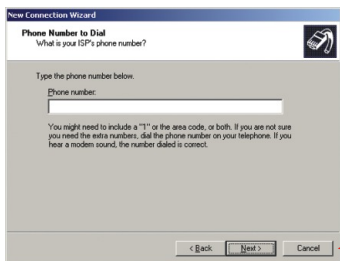 New Connection Wizard
Phone Number to Dial
What is your ISP's phone number?
Type the phone number below.
Phone number:
You might need to include a "1" or the area code, or both. If you are not sure
you need the extra numbers, dial the phone number on your telephone. If you
hear a modem sound, the number dialed is correct.
< Back
Next >
Cancel